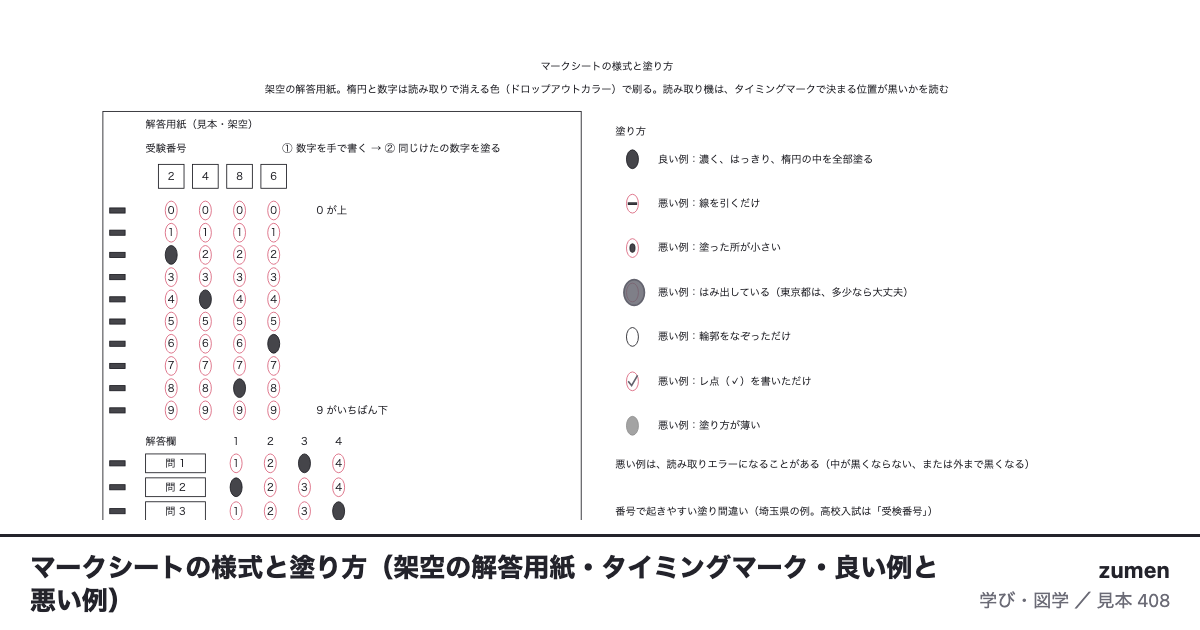 マークシートの様式と塗り方
架空の解答用紙。楕円と数字は読み取りで消える色（ドロップアウトカラー）で刷る。読み取り機は、タイミングマークで決まる位置が黒いかを読む
解答用紙（見本・架空）
受験番号
① 数字を手で書く → ② 同じけたの数字を塗る
2 4 8 6
0 0 0 0 0 が上
1 1 1 1
2 2 2
3 3 3 3
4 4 4
5 5 5 5
6 6 6
7 7 7 7
8 8 8
9 9 9 9 9 がいちばん下
解答欄 1 2 3 4
問 1 1 2 4
問 2 2 3 4
問 3 1 2 3
塗り方
良い例：濃く、はっきり、楕円の中を全部塗る
悪い例：線を引くだけ
悪い例：塗った所が小さい
悪い例：はみ出している（東京都は、多少なら大丈夫）
悪い例：輪郭をなぞっただけ
悪い例：レ点（✓）を書いただけ
悪い例：塗り方が薄い
悪い例は、読み取りエラーになることがある（中が黒くならない、または外まで黒くなる）
番号で起きやすい塗り間違い（埼玉県の例。高校入試は「受検番号」）
マークシートの様式と塗り方（架空の解答用紙・タイミングマーク・良い例と
悪い例）
zumen
学び・図学 ／ 見本 408